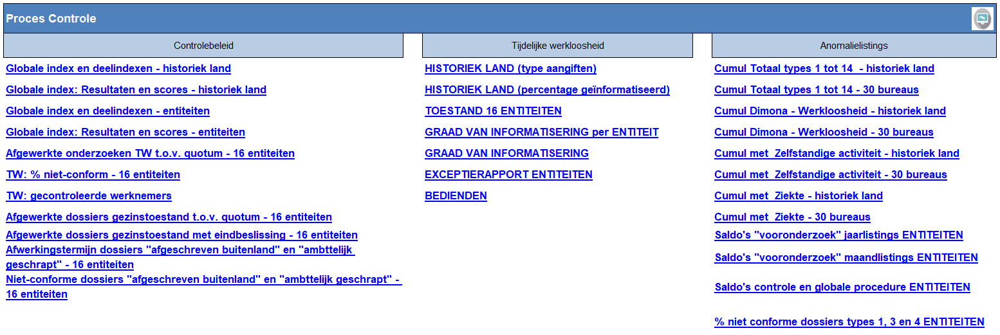 Proces Controle
Controlebeleid
Globale index en deelindexen - historiek land
Globale index: Resultaten en scores - historiek land
Globale index en deelindexen - entiteiten
Globale index: Resultaten en scores - entiteiten
Afgewerkte onderzoeken TW t.o.v. quotum - 16 entiteiten
TW: % niet-conform - 16 entiteiten
TW: gecontroleerde werknemers
Afgewerkte dossiers gezinstoestand t.o.v. quotum - 16 entiteiten
Afgewerkte dossiers gezinstoestand met eindbeslissing - 16 entiteiten
Afwerkingstermijn dossiers "afgeschreven buitenland" en "ambttelijk
geschrapt" - 16 entiteiten
Niet-conforme dossiers "afgeschreven buitenland" en "ambttelijk geschrapt" -
16 entiteiten
Tijdelijke werkloosheid
HISTORIEK LAND (type aangiften)
HISTORIEK LAND (percentage geïnformatiseerd)
TOESTAND 16 ENTITEITEN
GRAAD VAN INFORMATISERING per ENTITEIT
GRAAD VAN INFORMATISERING
EXCEPTIERAPPORT ENTITEITEN
BEDIENDEN
Anomalielistings
Cumul Totaal types 1 tot 14  - historiek land
Cumul Totaal types 1 tot 14 - 30 bureaus
Cumul Dimona - Werkloosheid - historiek land
Cumul Dimona - Werkloosheid - 30 bureaus
Cumul met  Zelfstandige activiteit - historiek land
Cumul met  Zelfstandige activiteit - 30 bureaus
Cumul met  Ziekte - historiek land
Cumul met  Ziekte - 30 bureaus
Saldo's "vooronderzoek" jaarlistings ENTITEITEN
Saldo's "vooronderzoek" maandlistings ENTITEITEN
Saldo's controle en globale procedure ENTITEITEN
% niet conforme dossiers types 1, 3 en 4 ENTITEITEN